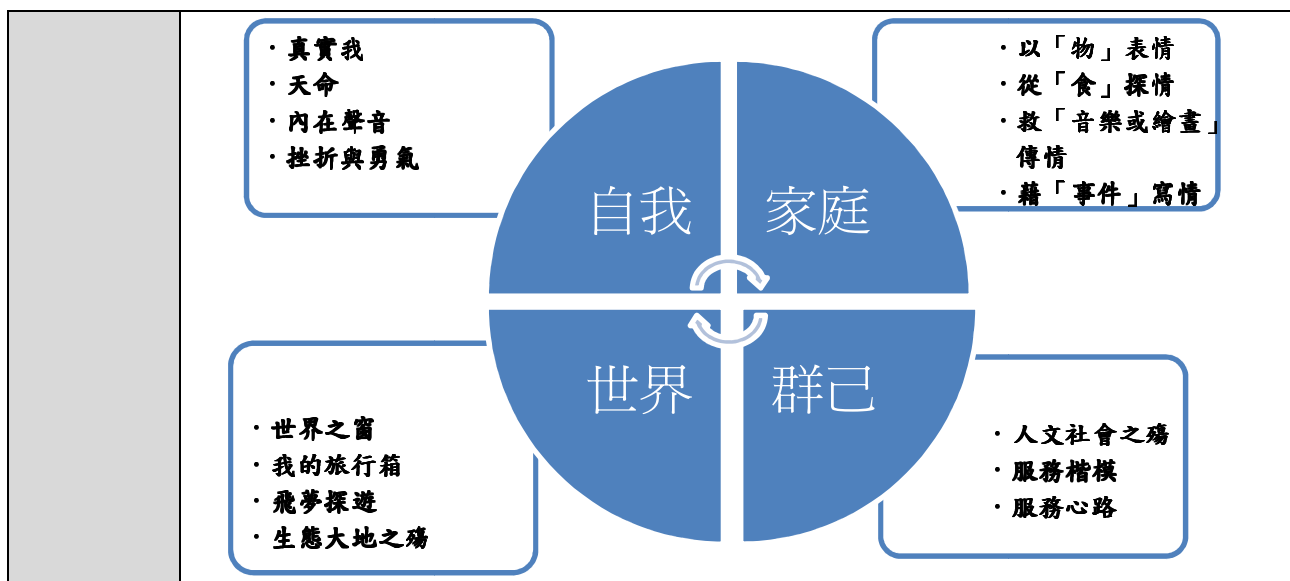 ·真實我
·天命
·內在聲音
·挫折與勇氣
·以「物」表情
·從「食」探情
·救「音樂或繪畫」
傳情
·藉「事件」寫情
自我
家庭
世界
群己
·世界之窗
·我的旅行箱
·飛夢探遊
·生態大地之殤
·人文社會之殤
·服務楷模
·服務心路